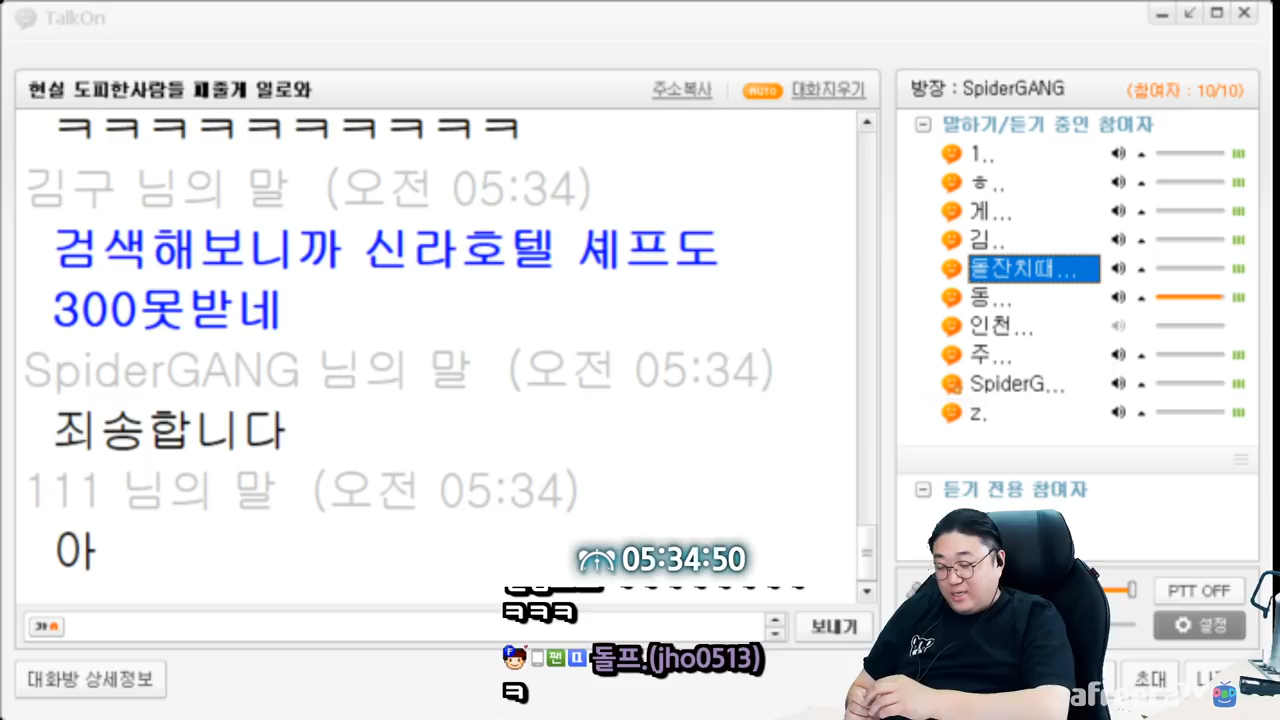 TalkOn
현실 도피한사람들 패줄게 일로와
주소복사
AUTO
대화지우기
ㅋㅋㅋㅋㅋㅋㅋㅋㅋㅋ
김구 님의 말 (오전 05:34)
검색해보니까 신라호텔 셰프도
300못받네
SpiderGANG 님의 말 (오전 05:34)
죄송합니다
111 님의 말 (오전 05:34)
아
05:34:50
ㅋㅋㅋ
팬
돌프.(jho0513)
ㅋ
가
보내기
대화방 상세정보
방장 : SpiderGANG
(참여자 : 10/10)
말하기/듣기 중인 참여자
1..
ㅎ..
게...
김..
돌잔치때...
동...
인천...
주...
SpiderG...
z.
듣기 전용 참여자
PTT OFF
설정
초대